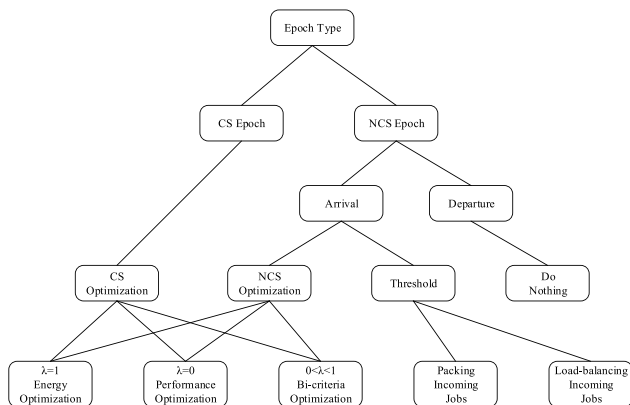 Epoch Type
CS Epoch
NCS Epoch
Arrival
Departure
CS
Optimization
NCS
Optimization
Threshold
Do
Nothing
λ=1
Energy
Optimization
λ=0
Performance
Optimization
0<λ<1
Bi-criteria
Optimization
Packing
Incoming
Jobs
Load-balancing
Incoming
Jobs